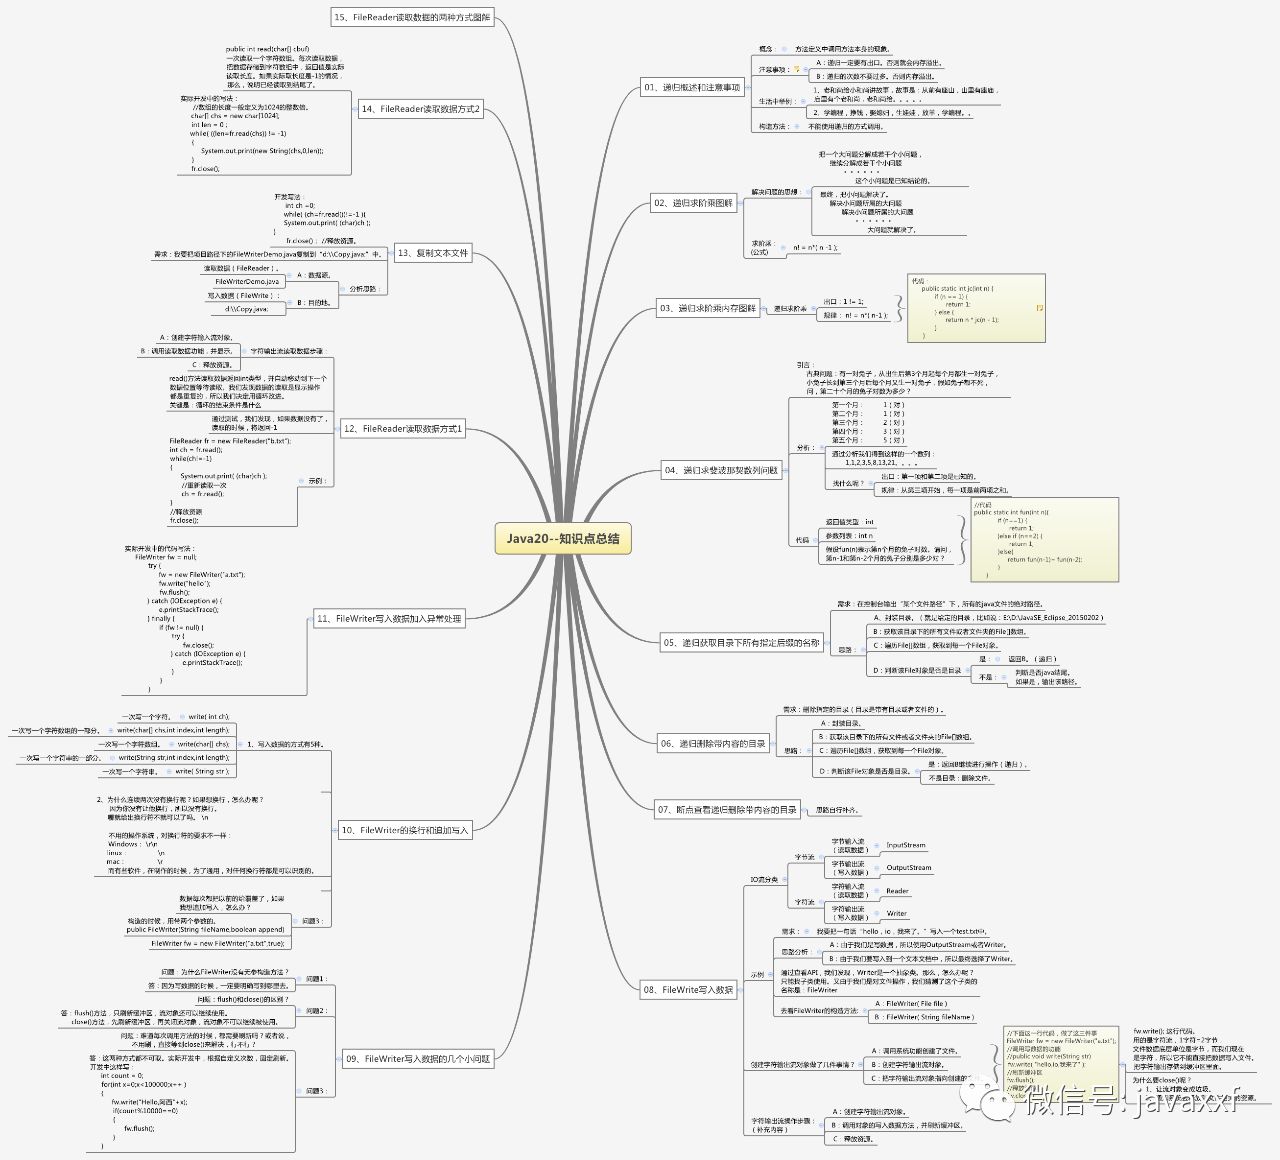 Java20--知识点总结
01、递归概述和注意事项
概念：
方法定义中调用方法本身的现象。
注意事项：
A：递归一定要有出口。否则就会内存溢出。
B：递归的次数不要过多。否则内存溢出。
生活中举例：
1、老和尚给小和尚讲故事，故事是：从前有座山，山里有座庙，
庙里有个老和尚，老和尚给。。。。。
2、学编程，挣钱，娶媳妇，生娃娃，放羊，学编程。。
构造方法：
不能使用递归的方式调用。
02、递归求阶乘图解
解决问题的思想：
把一个大问题分解成若干个小问题，
继续分解成若干个小问题
······
这个小问题是已知结论的。
最终，把小问题解决了。
解决小问题所属的大问题
解决小问题所属的大问题
······
大问题就解决了。
求阶乘：
(公式)
n! = n*( n -1 );
03、递归求阶乘内存图解
递归求阶乘
出口：1 != 1;
规律： n! = n*( n-1 );
代码：
public static int jc(int n) {
if (n == 1) {
return 1;
} else {
return n * jc(n - 1);
}
}
04、递归求斐波那契数列问题
引言：
古典问题：有一对兔子，从出生后第3个月起每个月都生一对兔子，
小兔子长到第三个月后每个月又生一对兔子，假如兔子都不死，
问，第二十个月的兔子对数为多少？
分析：
第一个月： 1（对）
第二个月： 1（对）
第三个月： 2（对）
第四个月： 3（对）
第五个月： 5（对）
通过分析我们得到这样的一个数列：
1,1,2,3,5,8,13,21。。。。
找什么呢？
出口：第一项和第二项是已知的。
规律：从第三项开始，每一项是前两项之和。
代码
返回值类型：int
参数列表：int n
假设fun(n)表示第n个月的兔子对数。请问，
第n-1和第n-2个月的兔子分别是多少对？
//代码
public static int fun(int n){
if (n==1) {
return 1;
}else if (n==2) {
return 1;
}else{
return fun(n-1)+ fun(n-2);
}
}
05、递归获取目录下所有指定后缀的名称
需求：在控制台输出“某个文件路径”下，所有的java文件的绝对路径。
思路：
A、封装目录。（就是给定的目录，比如说：E:\D:\JavaSE_Eclipse_20150202）
B：获取该目录下的所有文件或者文件夹的File[]数组。
C：遍历File[]数组，获取到每一个File对象。
D：判断该File对象是否是目录
是：
返回B。（递归）
不是：
判断是否java结尾。
如果是，输出该路径。
06、递归删除带内容的目录
需求：删除指定的目录（目录是带有目录或者文件的）。
思路：
A：封装目录。
B：获取该目录下的所有文件或者文件夹的File[]数组。
C：遍历File[]数组，获取到每一个File对象。
D：判断该File对象是否是目录。
是：返回B继续进行操作（递归）。
不是目录：删除文件。
07、断点查看递归删除带内容的目录
思路自行补齐。
08、FileWrite写入数据
IO流分类
字节流
字节输入流
（读取数据）
InputStream
字节输出流
（写入数据）
OutputStream
字符流
字符输入流
（读取数据）
Reader
字符输出流
（写入数据）
Writer
示例
需求：
我要把一句话“hello，io，我来了。”写入一个test.txt中。
思路分析：
A：由于我们是写数据，所以使用OutputStream或者Writer。
B：由于我们要写入到一个文本文档中，所以最终选择了Writer。
通过查看API，我们发现，Writer是一个抽象类。那么，怎么办呢？
只能找子类使用。又由于我们是对文件操作，我们猜测了这个子类的
名称是：FileWriter
去看FileWriter的构造方法：
A：FileWriter( File file )
B：FileWriter( String fileName )
创建字符输出流对象做了几件事情？
A：调用系统功能创建了文件。
B：创建字符输出流对象。
C：把字符输出流对象指向创建的
//下面这一行代码，做了这三件事
FileWriter fw = new FileWriter("a.txt");
//调用写数据的功能
//public void write(String str)
fw.write( "hello,io,我来了" );
//刷新缓冲区
fw.flush();
fw.write(); 这行代码。
用的是字符流，1字符=2字节
文件数据底层单位是字节，而我们现在
是字符，所以它不能直接把数据写入文件。
把字符输出存储到缓冲区里面。
为什么要close()呢？
1、让流对象变成垃圾。
字符输出流操作步骤：
（补充内容）
A：创建字符输出流对象。
B：调用对象的写入数据方法，并刷新缓冲区。
C：释放资源。
09、FileWriter写入数据的几个小问题
问题1：
问题：为什么FileWriter没有无参构造方法？
答：因为写数据的时候，一定要明确写到哪里去。
问题2：
问题：flush()和close()的区别？
答：flush()方法，只刷新缓冲区，流对象还可以继续使用。
close()方法，先刷新缓冲区，再关闭流对象，流对象不可以继续被使用。
问题3：
问题：难道每次调用方法的时候，都需要刷新吗？或者说，
不用刷，直接等到close()来解决，行不行？
答：这两种方式都不可取。实际开发中，根据自定义次数，固定刷新。
开发中这样写：
int count = 0;
for(int x=0;x<100000;x++ )
{
fw.write("Hello,阿西"+x);
if(count%10000==0)
{
fw.flush();
}
}
10、FileWriter的换行和追加写入
1、写入数据的方式有5种。
一次写一个字符。
write( int ch);
一次写一个字符数组的一部分。
write(char[] chs,int index,int length);
一次写一个字符数组。
write(char[] chs);
一次写一个字符串的一部分。
write(String str,int index,int length);
一次写一个字符串。
write( String str );
2、为什么连续两次没有换行呢？如果想换行，怎么办呢？
因为你没有让他换行，所以没有换行。
哪就给出换行符不就可以了吗。 \n
不用的操作系统，对换行符的要求不一样：
Windows： \r\n
linux： \n
mac： \r
而有些软件，在制作的时候，为了通用，对任何换行符都是可以识别的。
问题3：
数据每次都把以前的给覆盖了，如果
我想追加写入，怎么办？
构造的时候，用带两个参数的。
public FileWriter(String fileName,boolean append)
FileWriter fw = new FileWriter("a.txt",true);
11、FileWriter写入数据加入异常处理
实际开发中的代码写法：
FileWriter fw = null;
try {
fw = new FileWriter("a.txt");
fw.write("hello");
fw.flush();
} catch (IOException e) {
e.printStackTrace();
} finally {
if (fw != null) {
try {
fw.close();
} catch (IOException e) {
e.printStackTrace();
}
}
}
12、FileReader读取数据方式1
字符输出流读取数据步骤：
A：创建字符输入流对象。
B：调用读取数据功能，并显示。
C：释放资源。
read()方法读取数据返回int类型，并自动移动到下一个
数据位置等待读取。我们发现数据的读取是显示操作
都是重复的，所以我们决定用循环改进。
关键是：循环的结束条件是什么
通过测试，我们发现，如果数据没有了，
读取的时候，将返回-1
示例：
FileReader fr = new FileReader("b.txt");
int ch = fr.read();
while(ch!=-1)
{
System.out.print( (char)ch );
//重新读取一次
ch = fr.read();
}
//释放资源
fr.close();
13、复制文本文件
开发写法：
int ch =0;
while( (ch=fr.read())!=-1 ){
System.out.print( (char)ch );
}
fr.close()； //释放资源。
需求：我要把项目路径下的FileWriterDemo.java复制到“d:\\Copy.java:”中。
分析思路：
A：数据源。
读取数据（ FileReader ）。
FileWriterDemo.java
B：目的地。
写入数据（ FileWrite ）：
d:\\Copy.java;
14、FileReader读取数据方式2
public int read(char[] cbuf)
一次读取一个字符数组。每次读取数据，
把数据存储到字符数组中，返回值是实际
读取长度。如果实际取长度是-1的情况，
那么，说明已经读取到结尾了。
实际开发中的写法：
//数组的长度一般定义为1024的整数倍。
char[] chs = new char[1024];
int len = 0 ;
while( ((len=fr.read(chs)) != -1)
{
System.out.print(new String(chs,0,len));
}
fr.close();
15、FileReader读取数据的两种方式图解
微信号: javaxxf